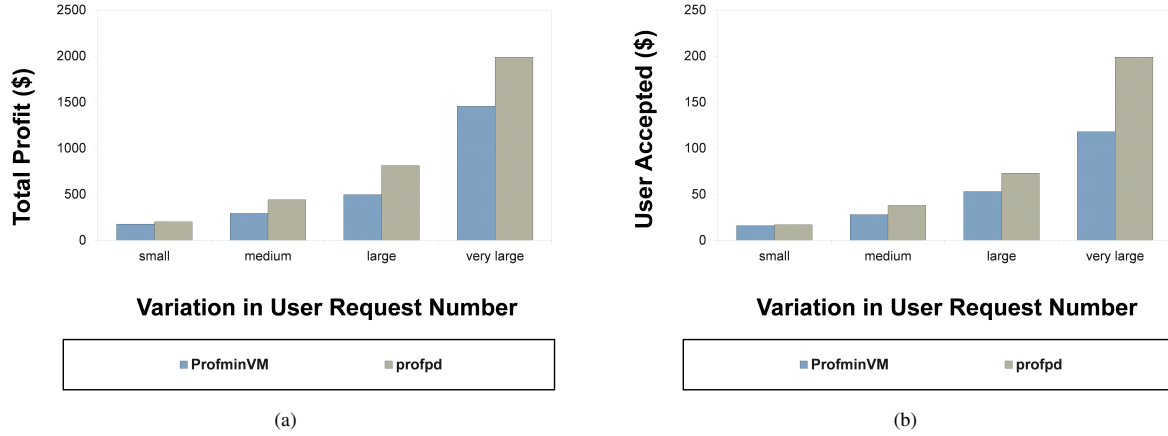 2500
2000
1500
1000
500
0
Total Profit ($)
small medium large very large
Variation in User Request Number
ProfminVM profpd
(a)
250
200
150
100
50
0
User Accepted ($)
small medium large very large
Variation in User Request Number
ProfminVM profpd
(b)